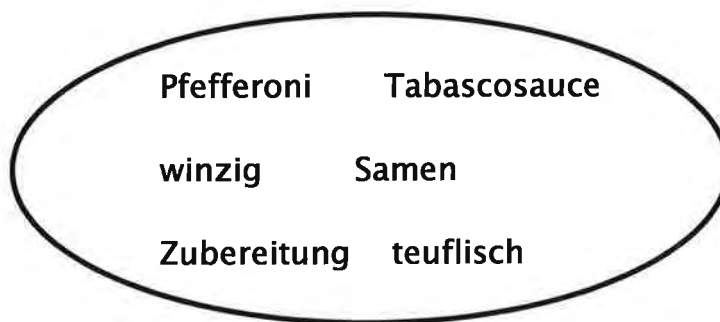 Pfefferoni Tabascosauce
winzig Samen
Zubereitung teuflisch